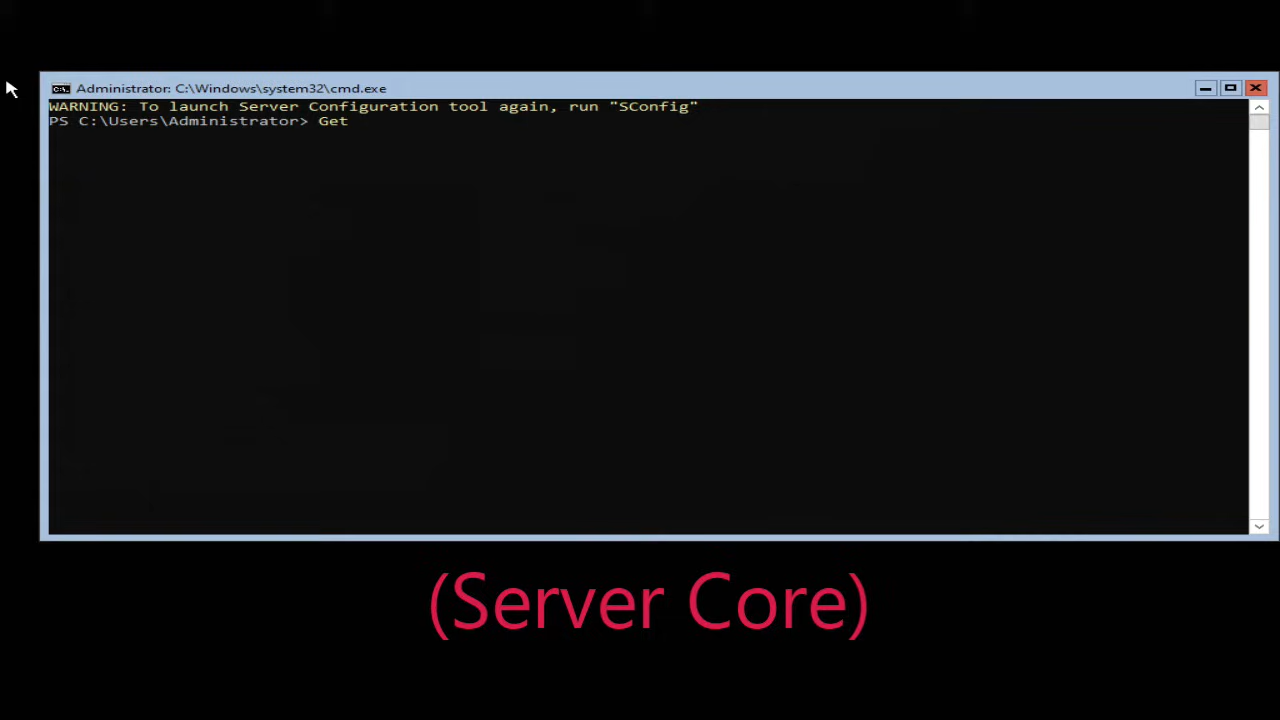 Administrator: C:\Windows\system32\cmd.exe
WARNING: To launch Server Configuration tool again, run "SConfig"
PS C:\Users\Administrator> Get
(Server Core)